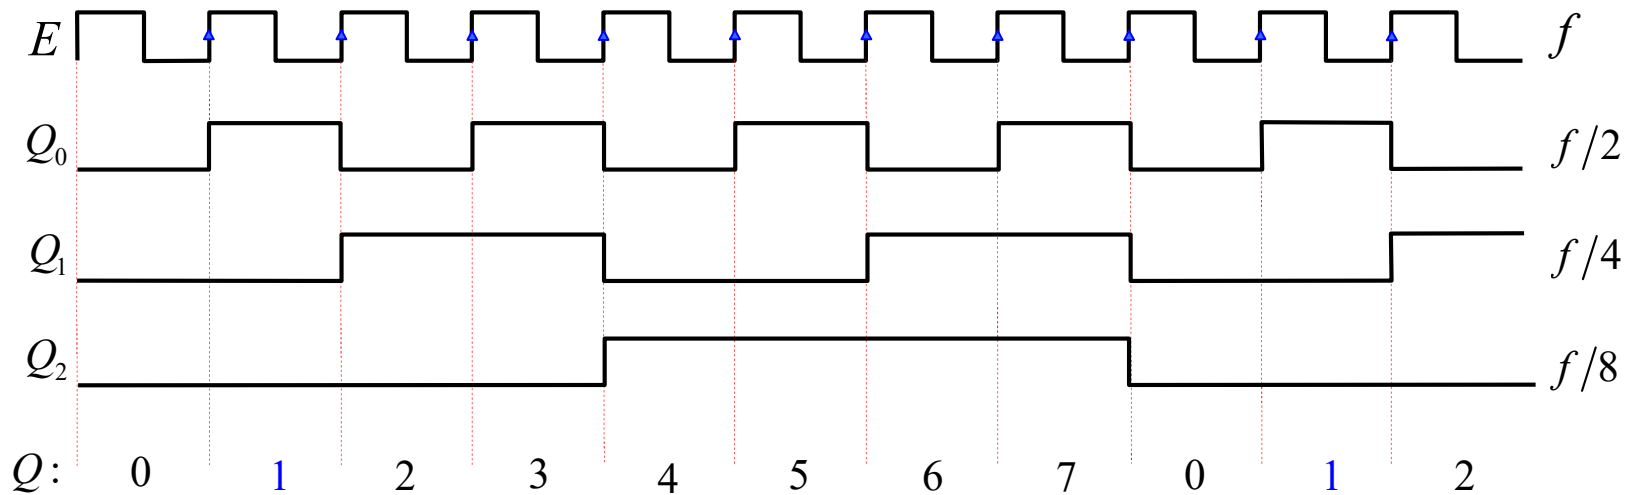 E f
Q₀ f/2
Q₁ f/4
Q₂ f/8
Q: 0 1 2 3 4 5 6 7 0 1 2